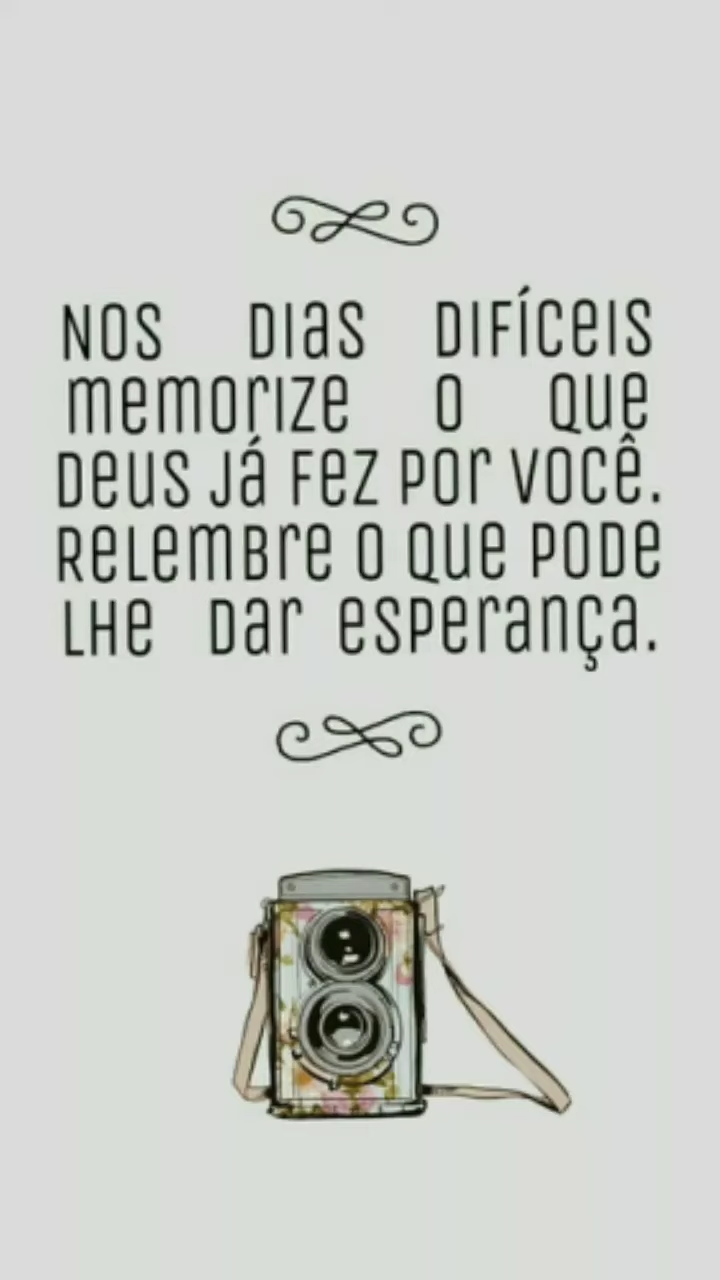 Nos dias difíceis
memorize o que
Deus já fez por você.
Relembre o que pode
lhe dar esperança.